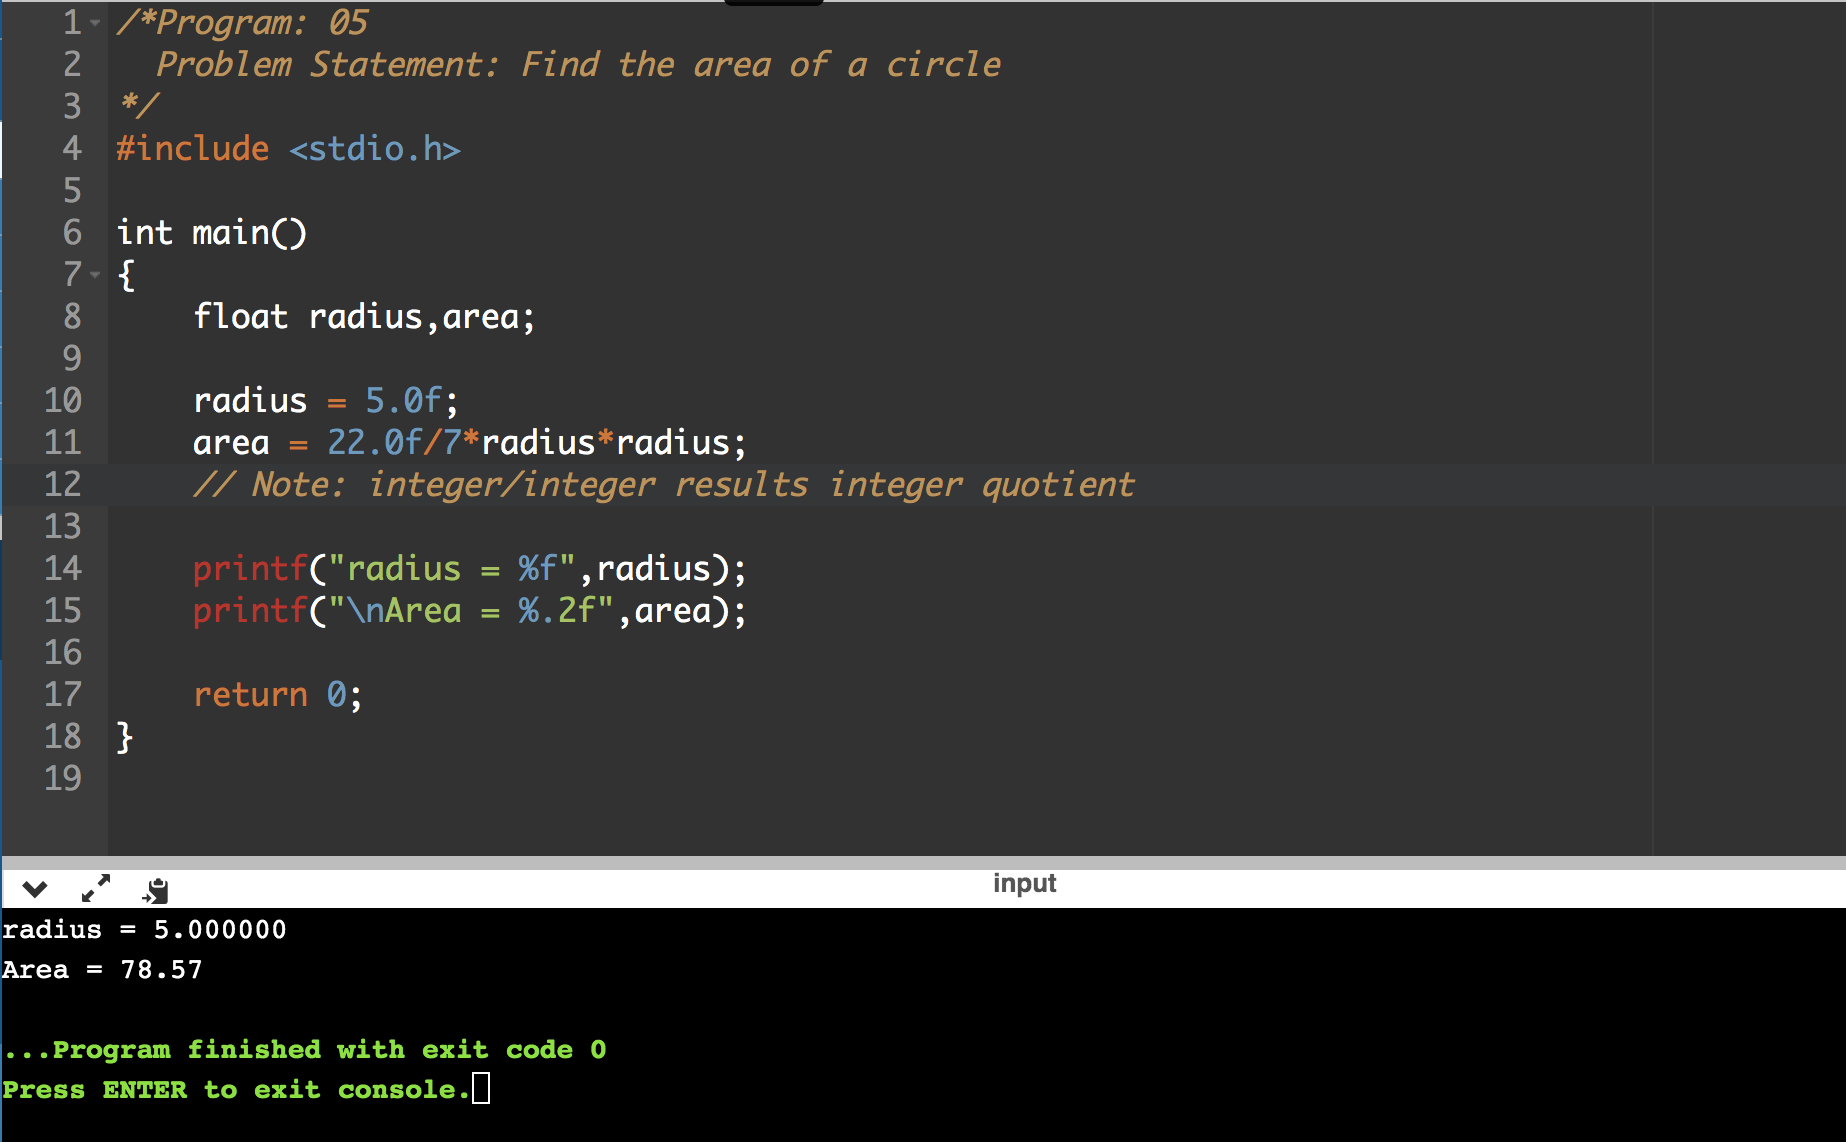 1 /*Program: 05
2   Problem Statement: Find the area of a circle
3 */
4 #include <stdio.h>
5
6 int main()
7 {
8     float radius,area;
9
10     radius = 5.0f;
11     area = 22.0f/7*radius*radius;
12     // Note: integer/integer results integer quotient
13
14     printf("radius = %f",radius);
15     printf("\nArea = %.2f",area);
16
17     return 0;
18 }
19
input
radius = 5.000000
Area = 78.57
...Program finished with exit code 0
Press ENTER to exit console.